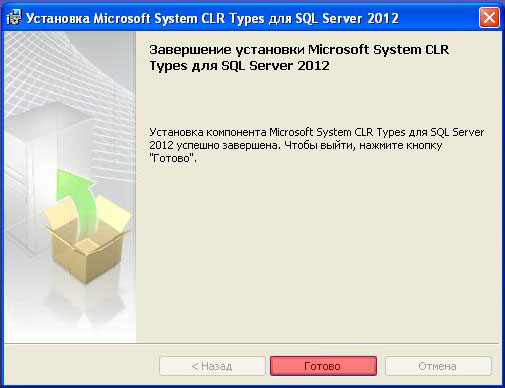 Установка Microsoft System CLR Types для SQL Server 2012
Завершение установки Microsoft System CLR
Types для SQL Server 2012
Установка компонента Microsoft System CLR Types для SQL Server
2012 успешно завершена. Чтобы выйти, нажмите кнопку
"Готово".
< Назад
Готово
Отмена